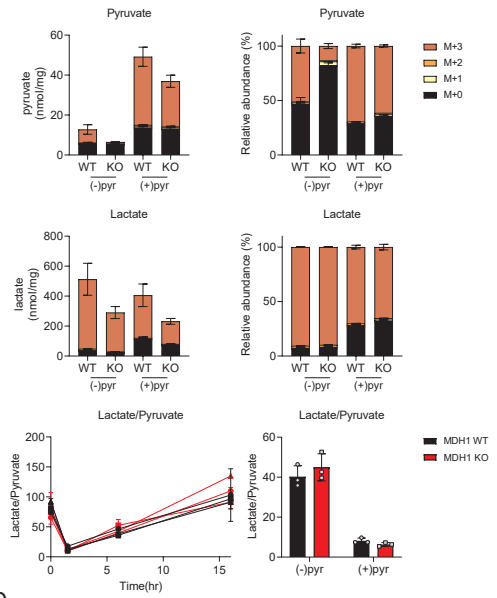 Pyruvate
60
40
20
0
pyruvate
(nmol/mg)
WT KO WT KO
(-)pyr (+)pyr
Pyruvate
100
50
0
Relative abundance (%)
WT KO WT KO
(-)pyr (+)pyr
M+3
M+2
M+1
M+0
Lactate
800
600
400
200
0
lactate
(nmol/mg)
WT KO WT KO
(-)pyr (+)pyr
Lactate
100
50
0
Relative abundance (%)
WT KO WT KO
(-)pyr (+)pyr
Lactate/Pyruvate
200
150
100
50
0
Lactate/Pyruvate
0 5 10 15
Time(hr)
Lactate/Pyruvate
60
40
20
0
Lactate/Pyruvate
(-)pyr (+)pyr
MDH1 WT
MDH1 KO